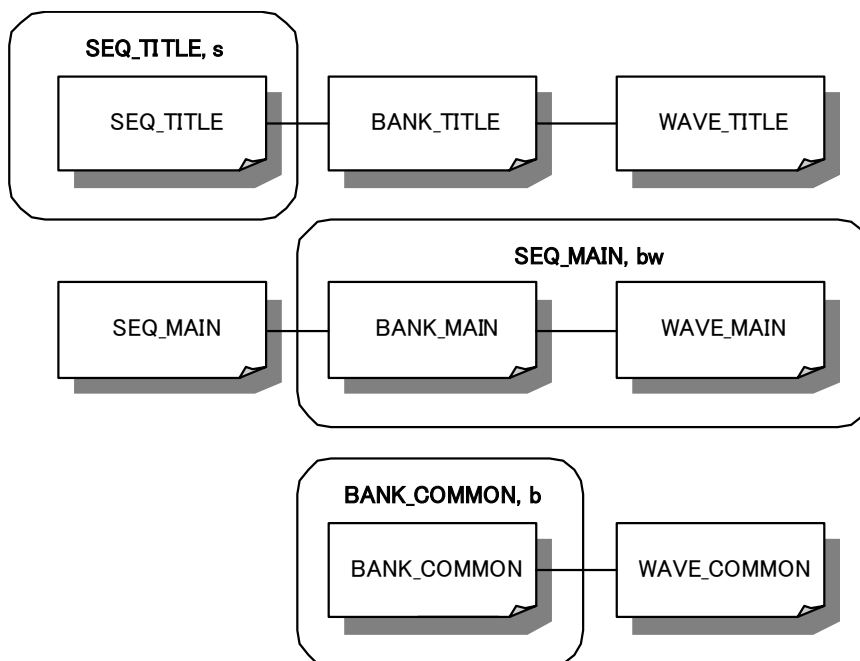 SEQ_TITLE, s
SEQ_TITLE
BANK_TITLE
WAVE_TITLE
SEQ_MAIN, bw
SEQ_MAIN
BANK_MAIN
WAVE_MAIN
BANK_COMMON, b
BANK_COMMON
WAVE_COMMON